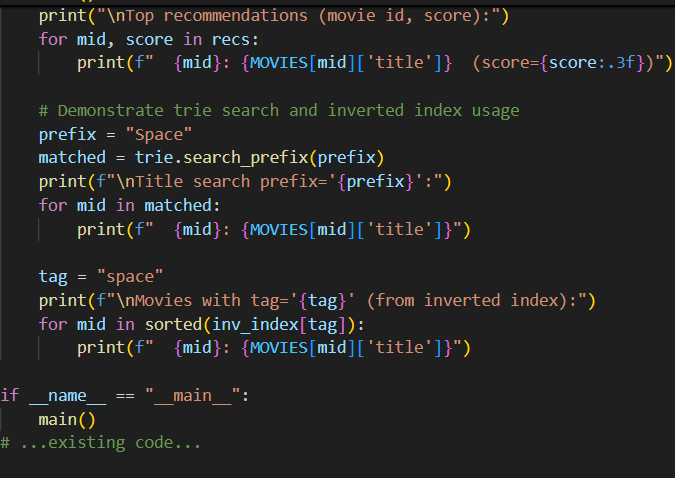 print("\nTop recommendations (movie id, score):")
    for mid, score in recs:
        print(f"  {mid}: {MOVIES[mid]['title']}  (score={score:.3f})")

    # Demonstrate trie search and inverted index usage
    prefix = "Space"
    matched = trie.search_prefix(prefix)
    print(f"\nTitle search prefix='{prefix}':")
    for mid in matched:
        print(f"  {mid}: {MOVIES[mid]['title']}")

    tag = "space"
    print(f"\nMovies with tag='{tag}' (from inverted index):")
    for mid in sorted(inv_index[tag]):
        print(f"  {mid}: {MOVIES[mid]['title']}")

if __name__ == "__main__":
    main()
# ...existing code...